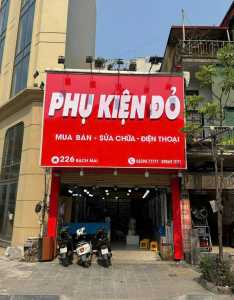 PHỤ KIỆN ĐỎ
MUA BÁN - SỬA CHỮA - ĐIỆN THOẠI
226 BẠCH MAI